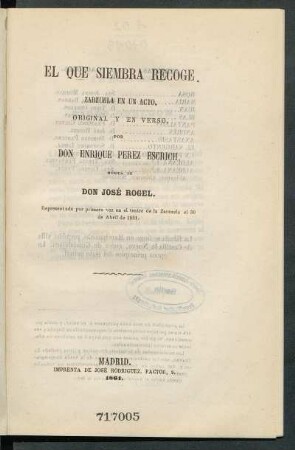 EL QUE SIEMBRA RECOGE.
ZARZUELA EN UN ACTO,
ORIGINAL Y EN VERSO,
POR
DON ENRIQUE PEREZ ESCRICH.
MÚSICA DE
DON JOSÉ ROGEL.
Representada por primera vez en el teatro de la Zarzuela el 30
de Abril de 1861.
MADRID.
IMPRENTA DE JOSÉ RODRIGUEZ, FACTOR, 9.
1861.
717005